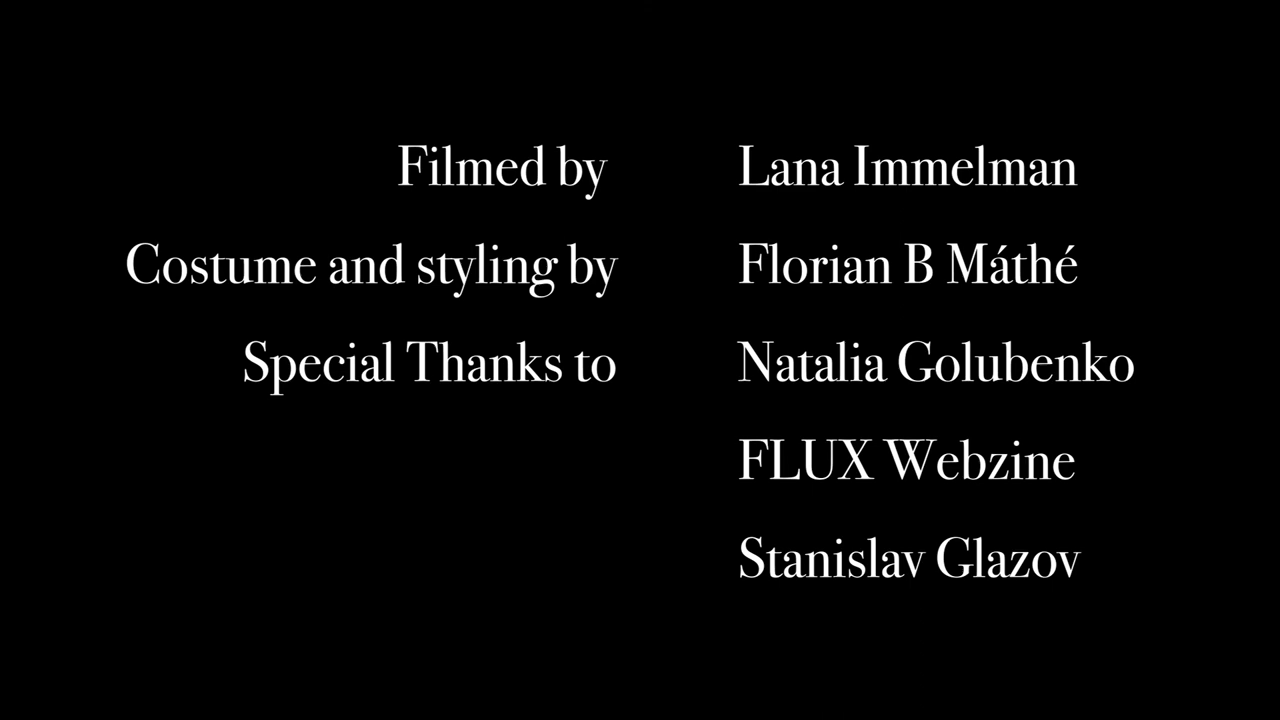 Filmed by Lana Immelman
Costume and styling by Florian B Máthé
Special Thanks to Natalia Golubenko
FLUX Webzine
Stanislav Glazov